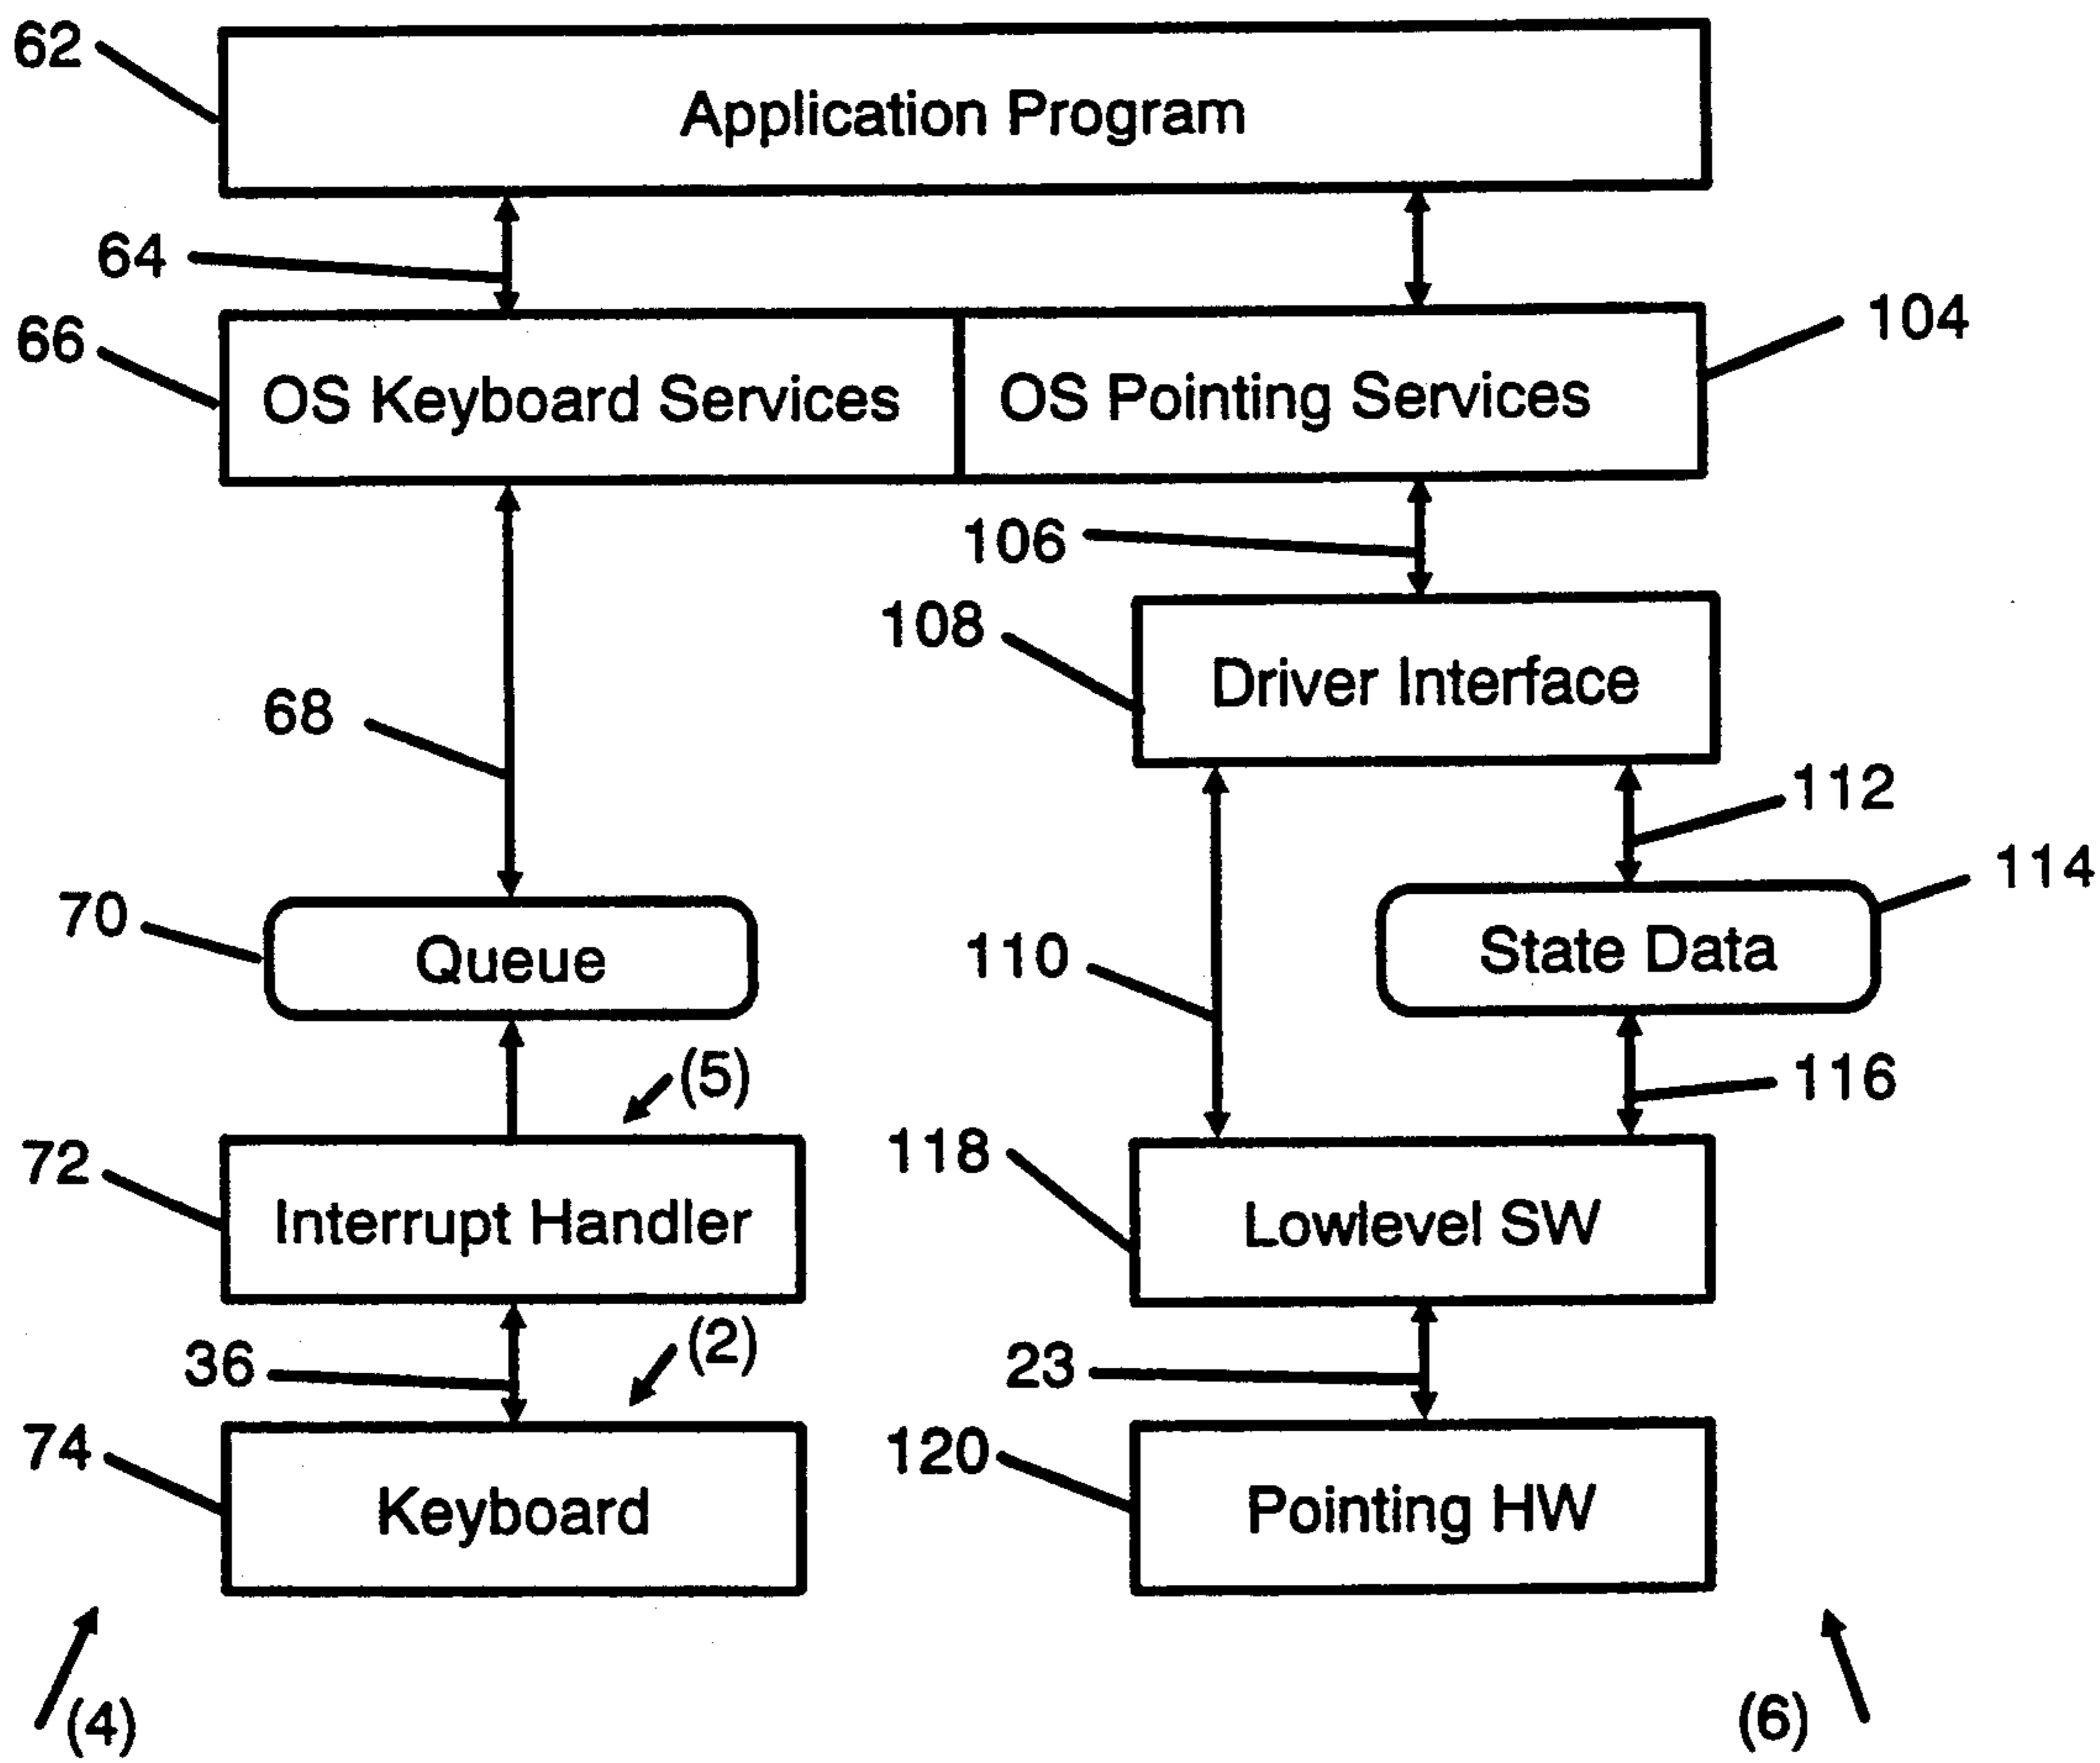 62
Application Program
64
66
OS Keyboard Services
OS Pointing Services
104
106
108
Driver Interface
68
112
114
70
Queue
State Data
110
(5)
116
72
Interrupt Handler
118
Lowlevel SW
36
(2)
23
74
Keyboard
120
Pointing HW
(4)
(6)